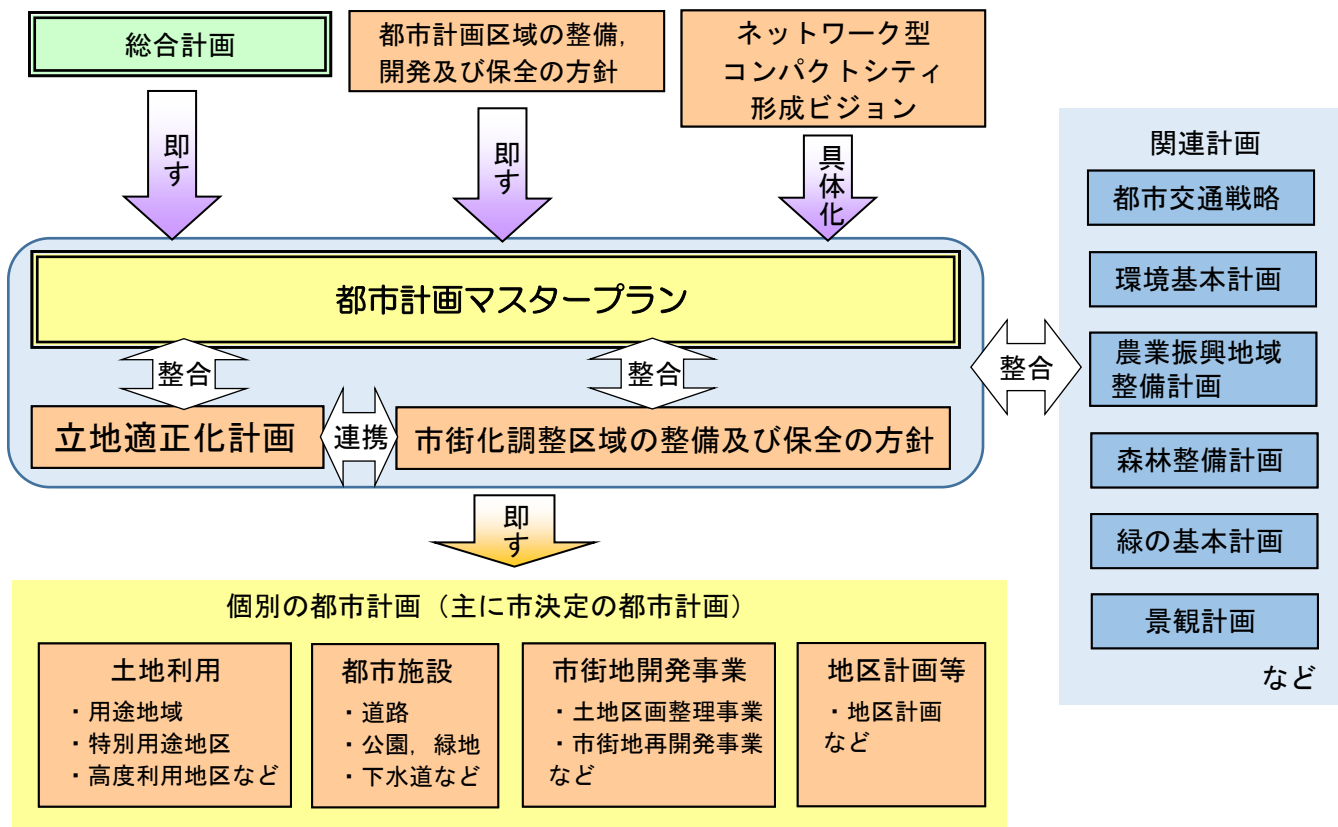 総合計画
都市計画区域の整備，
開発及び保全の方針
ネットワーク型
コンパクトシティ
形成ビジョン
即す
即す
具体化
都市計画マスタープラン
整合
整合
立地適正化計画
連携
市街化調整区域の整備及び保全の方針
整合
関連計画
都市交通戦略
環境基本計画
農業振興地域
整備計画
森林整備計画
緑の基本計画
景観計画
など
即す
個別の都市計画（主に市決定の都市計画）
土地利用
・用途地域
・特別用途地区
・高度利用地区など
都市施設
・道路
・公園，緑地
・下水道など
市街地開発事業
・土地区画整理事業
・市街地再開発事業
など
地区計画等
・地区計画
など